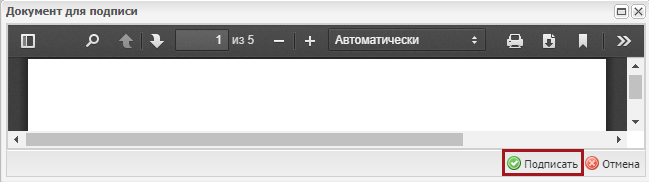 Документ для подписи
1 из 5 Автоматически
Подписать Отмена